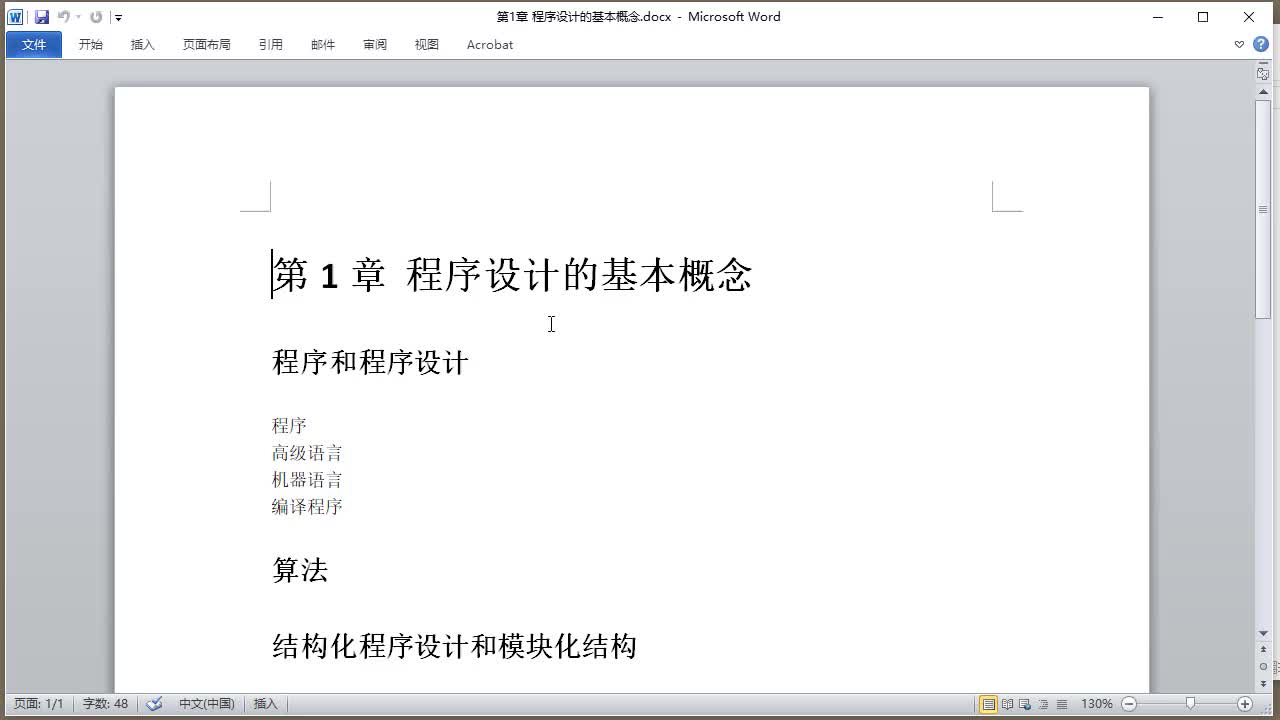 第1章 程序设计的基本概念.docx - Microsoft Word
文件 开始 插入 页面布局 引用 邮件 审阅 视图 Acrobat
第 1 章 程序设计的基本概念
程序和程序设计
程序
高级语言
机器语言
编译程序
算法
结构化程序设计和模块化结构
页面: 1/1 字数: 48 中文(中国) 插入 130%